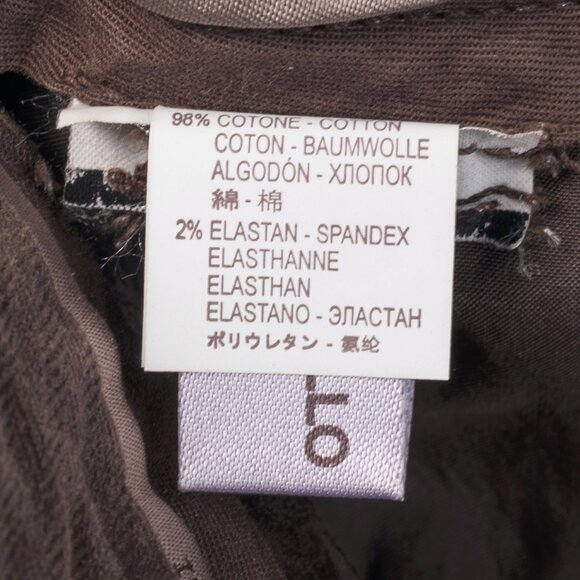 98% COTONE - COTTON
COTON - BAUMWOLLE
ALGODÓN - ХЛОПОК
綿 - 棉
2% ELASTAN - SPANDEX
ELASTHANNE
ELASTHAN
ELASTANO - ЭЛАСТАН
ポリウレタン - 氨纶
LLO